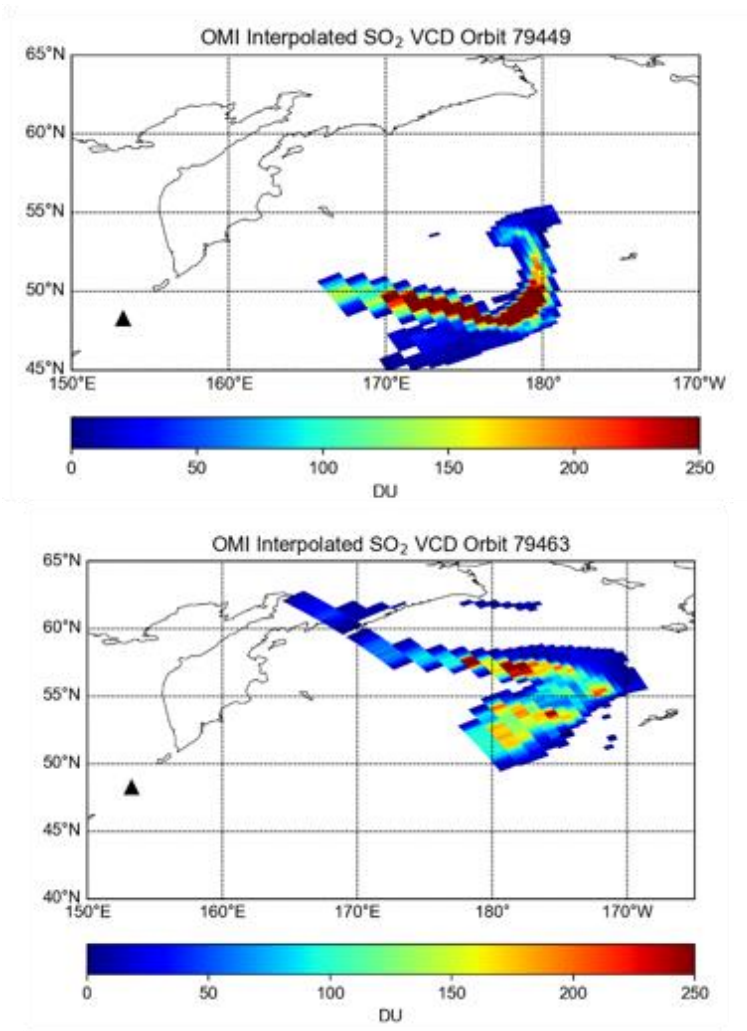 OMI Interpolated SO₂ VCD Orbit 79449
65°N
60°N
55°N
50°N
45°N
150°E 160°E 170°E 180° 170°W
0 50 100 150 200 250
DU
OMI Interpolated SO₂ VCD Orbit 79463
65°N
60°N
55°N
50°N
45°N
40°N
150°E 160°E 170°E 180° 170°W
0 50 100 150 200 250
DU